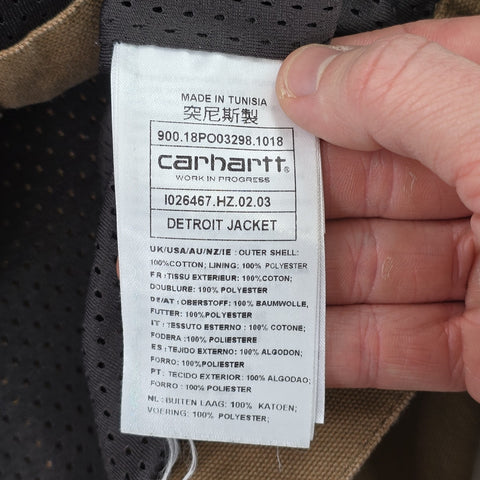 MADE IN TUNISIA
突尼斯製
900.18PO03298.1018
carhartt®
WORK IN PROGRESS
I026467.HZ.02.03
DETROIT JACKET
UK/USA/AU/NZ/IE : OUTER SHELL:
100%COTTON; LINING: 100% POLYESTER
FR : TISSU EXTERIEUR: 100%COTON;
DOUBLURE: 100% POLYESTER
DE/AT : OBERSTOFF: 100% BAUMWOLLE,
FUTTER: 100% POLYESTER
IT : TESSUTO ESTERNO : 100% COTONE;
FODERA: 100% POLIESTERE
ES : TEJIDO EXTERNO: 100% ALGODON;
FORRO: 100% POLIESTER
PT : TECIDO EXTERIOR: 100% ALGODAO;
FORRO : 100% POLIESTER
NL : BUITEN LAAG: 100% KATOEN;
VOERING: 100% POLYESTER;